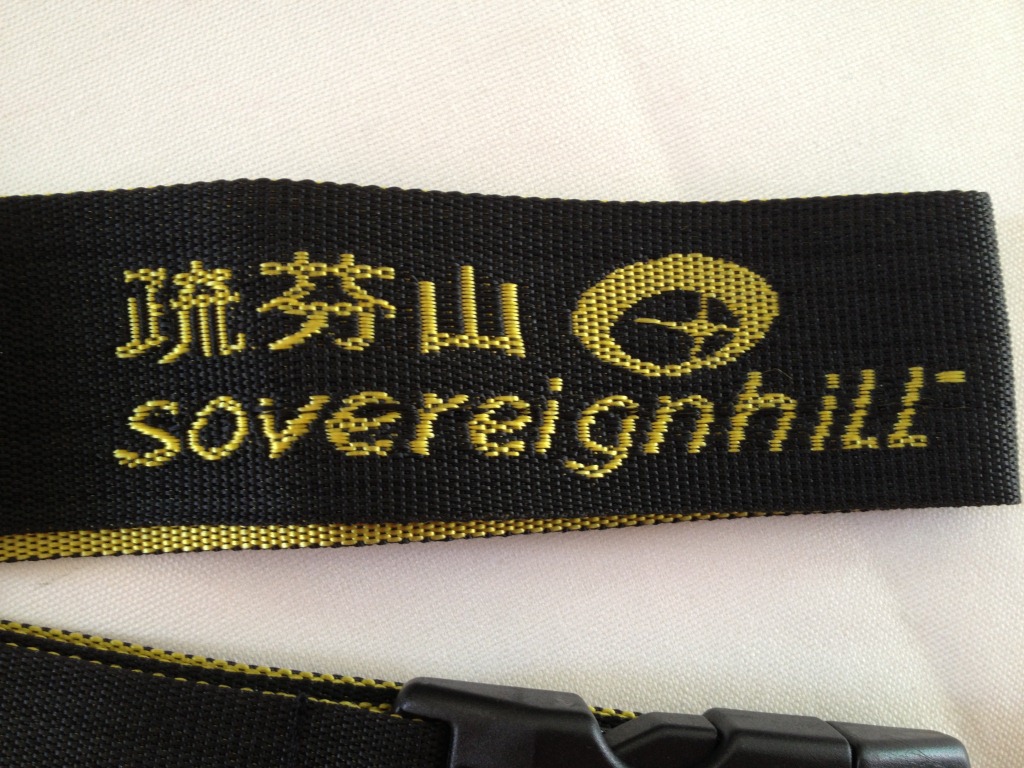 疏芬山
sovereignhill